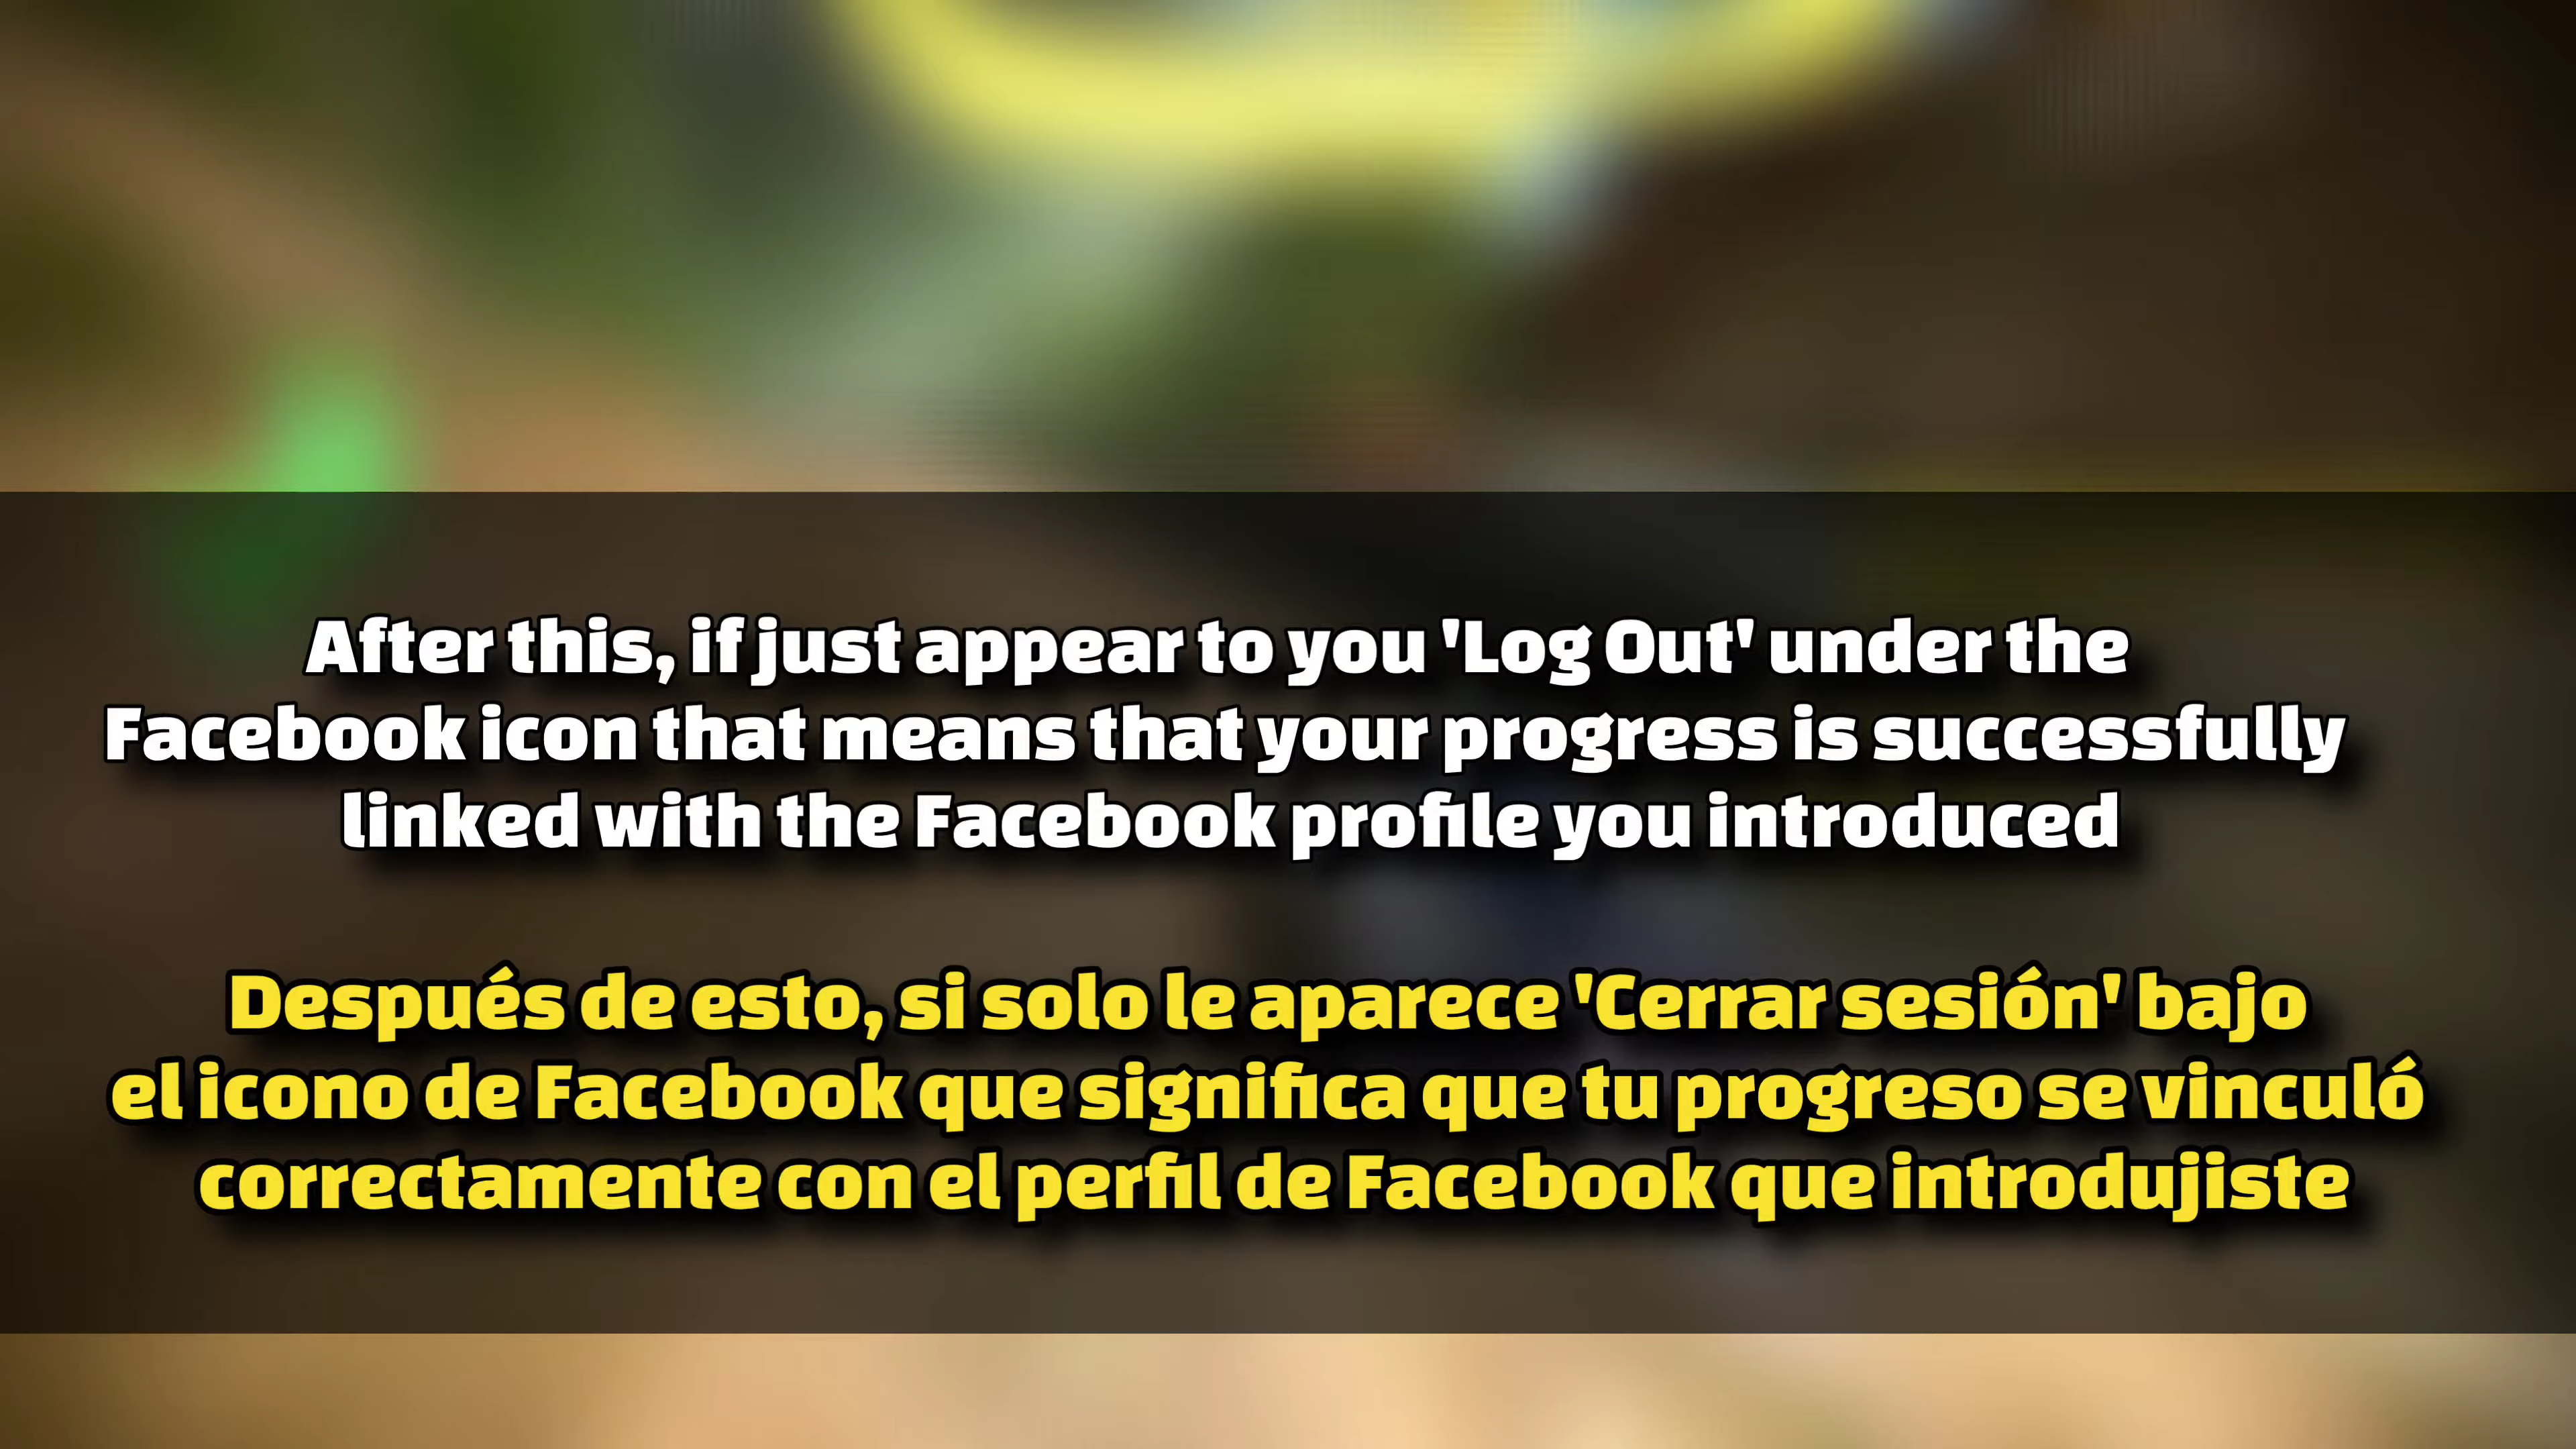 After this, if just appear to you 'Log Out' under the
Facebook icon that means that your progress is successfully
linked with the Facebook profile you introduced
Después de esto, si solo le aparece 'Cerrar sesión' bajo
el icono de Facebook que significa que tu progreso se vinculó
correctamente con el perfil de Facebook que introdujiste